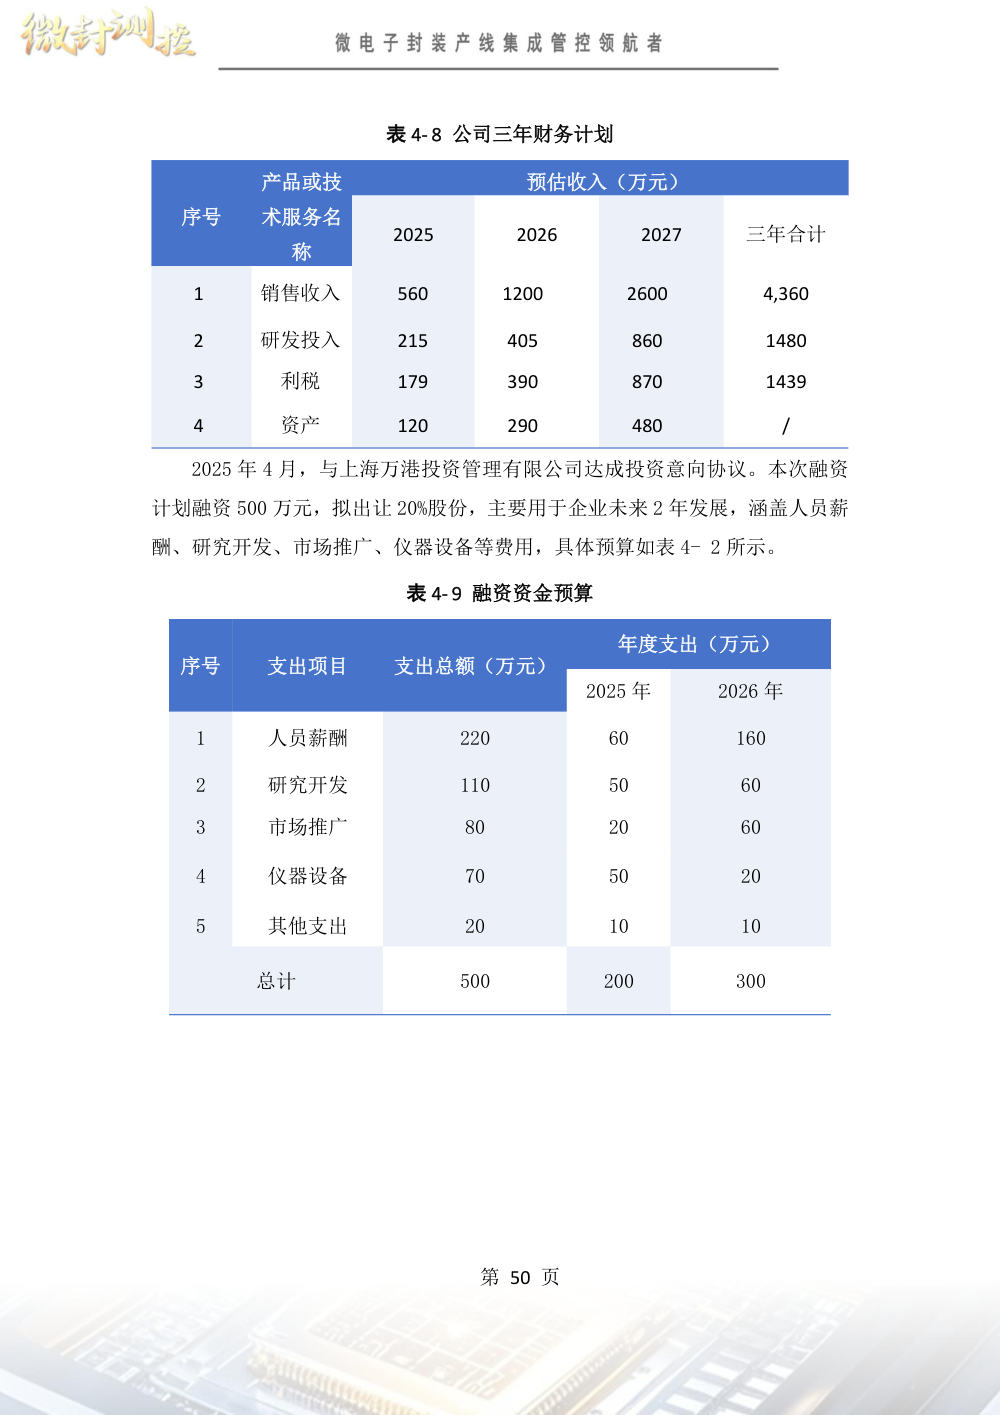 微封测控
微电子封装产线集成管控领航者
表 4- 8 公司三年财务计划
序号 产品或技术服务名称 预估收入（万元）
2025 2026 2027 三年合计
1 销售收入 560 1200 2600 4,360
2 研发投入 215 405 860 1480
3 利税 179 390 870 1439
4 资产 120 290 480 /
2025 年 4 月，与上海万港投资管理有限公司达成投资意向协议。本次融资
计划融资 500 万元，拟出让 20%股份，主要用于企业未来 2 年发展，涵盖人员薪
酬、研究开发、市场推广、仪器设备等费用，具体预算如表 4- 2 所示。
表 4- 9 融资资金预算
序号 支出项目 支出总额（万元） 年度支出（万元）
2025 年 2026 年
1 人员薪酬 220 60 160
2 研究开发 110 50 60
3 市场推广 80 20 60
4 仪器设备 70 50 20
5 其他支出 20 10 10
总计 500 200 300
第 50 页